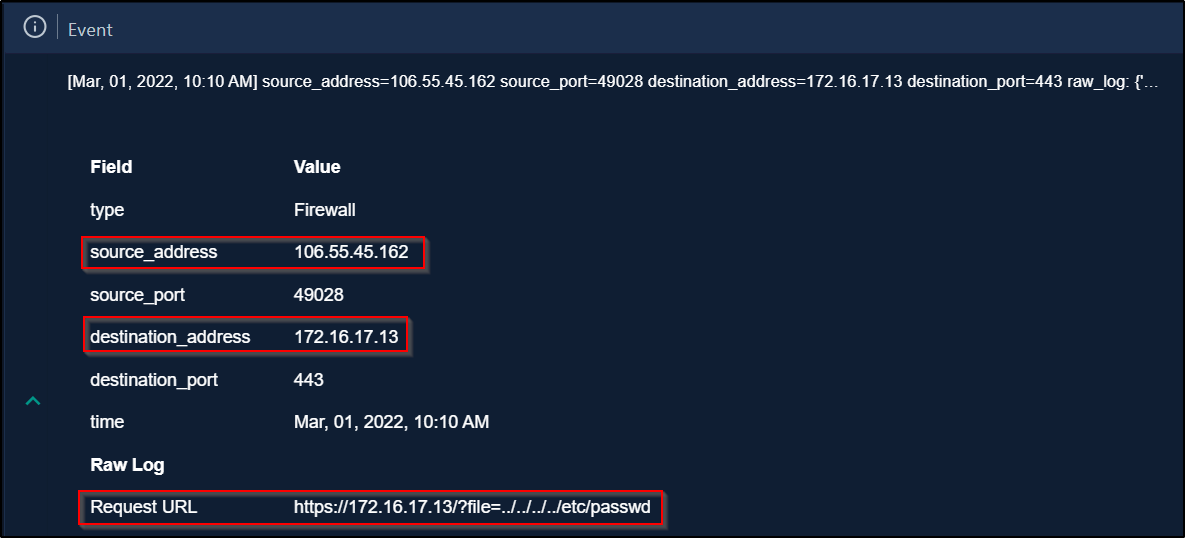 Event
[Mar, 01, 2022, 10:10 AM] source_address=106.55.45.162 source_port=49028 destination_address=172.16.17.13 destination_port=443 raw_log: {'...
Field Value
type Firewall
source_address 106.55.45.162
source_port 49028
destination_address 172.16.17.13
destination_port 443
time Mar, 01, 2022, 10:10 AM
Raw Log
Request URL https://172.16.17.13/?file=../../../../etc/passwd